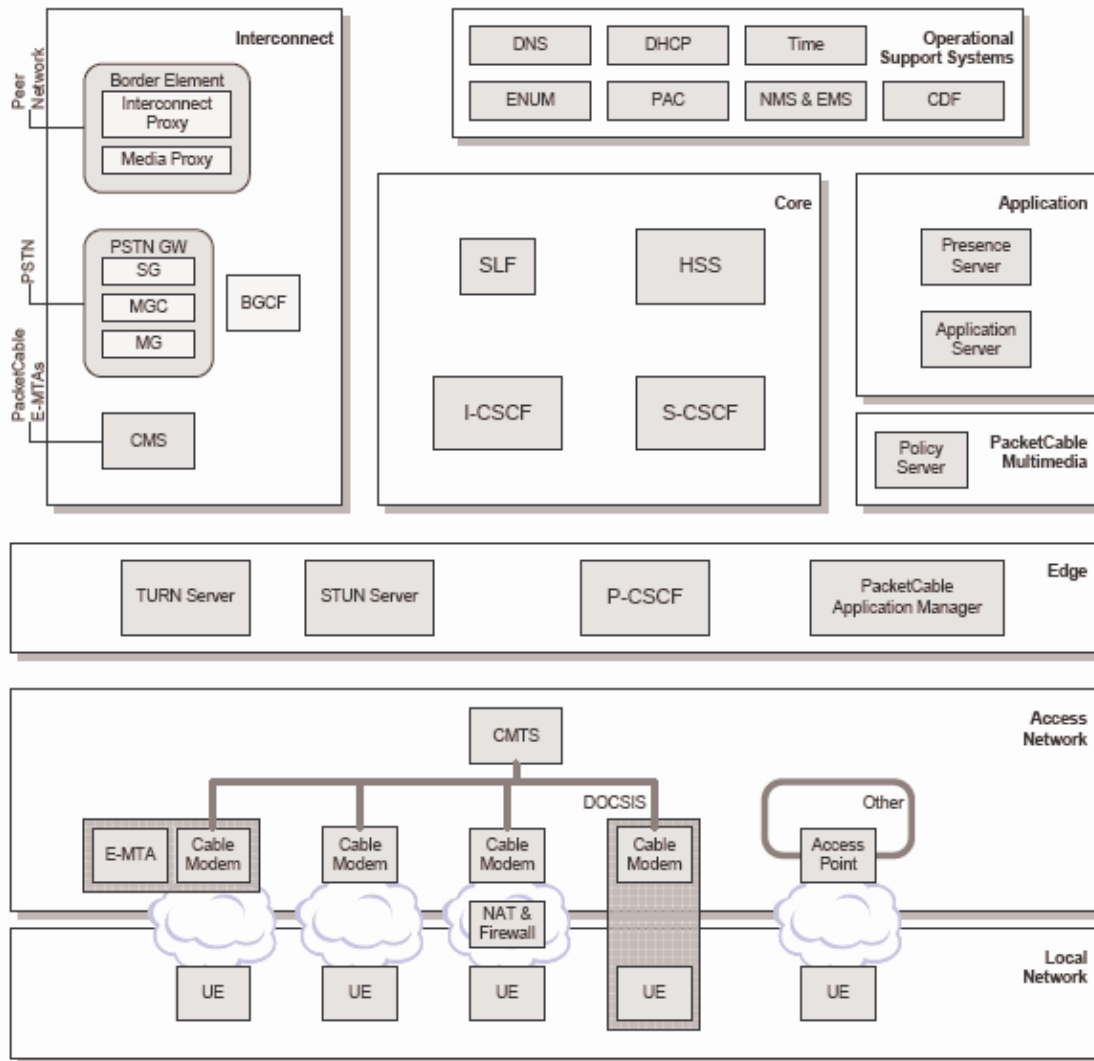 Interconnect
Peer
Network
Border Element
Interconnect
Proxy
Media Proxy
PSTN
PSTN GW
SG
MGC
MG
BGCF
PacketCable
E-MTAs
CMS
Operational
Support Systems
DNS
DHCP
Time
ENUM
PAC
NMS & EMS
CDF
Core
SLF
HSS
I-CSCF
S-CSCF
Application
Presence
Server
Application
Server
PacketCable
Multimedia
Policy
Server
Edge
TURN Server
STUN Server
P-CSCF
PacketCable
Application Manager
Access
Network
CMTS
DOCSIS
Other
E-MTA
Cable
Modem
Cable
Modem
Cable
Modem
Cable
Modem
Access
Point
NAT &
Firewall
Local
Network
UE
UE
UE
UE
UE